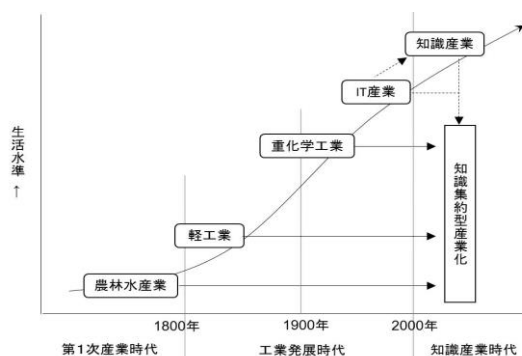 知識産業
IT産業
重化学工業
軽工業
農林水産業
知識集約型産業化
生活水準 →
1800年
1900年
2000年
第1次産業時代
工業発展時代
知識産業時代